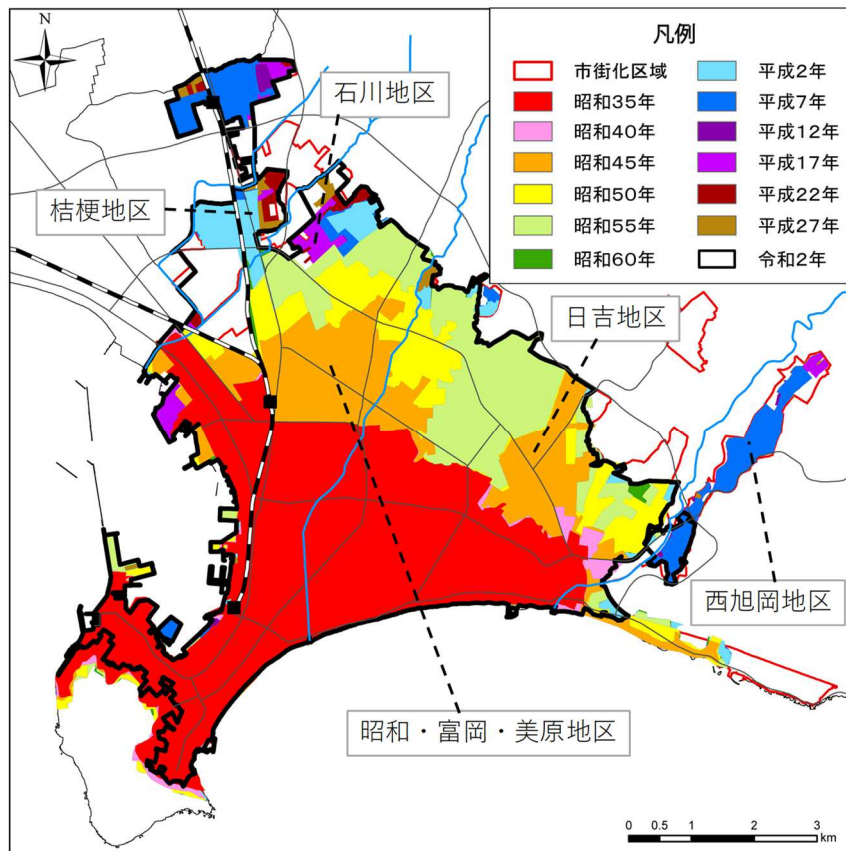 N
凡例
市街化区域
昭和35年
昭和40年
昭和45年
昭和50年
昭和55年
昭和60年
平成2年
平成7年
平成12年
平成17年
平成22年
平成27年
令和2年
石川地区
桔梗地区
日吉地区
西旭岡地区
昭和・富岡・美原地区
0 0.5 1 2 3
km